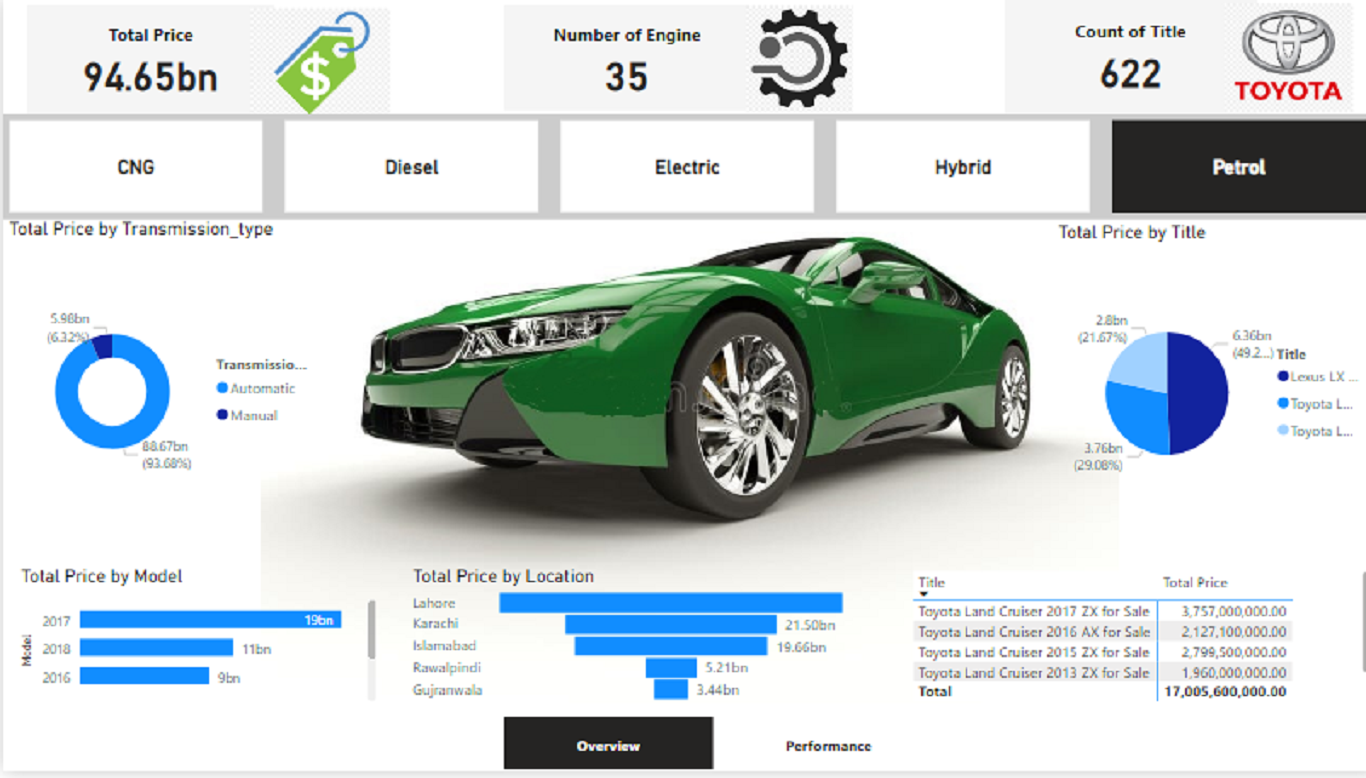 Total Price
94.65bn
Number of Engine
35
Count of Title
622
TOYOTA
CNG
Diesel
Electric
Hybrid
Petrol
Total Price by Transmission_type
5.98bn
(6.32%)
88.67bn
(93.68%)
Transmissio...
Automatic
Manual
Total Price by Title
2.8bn
(21.67%)
6.36bn
(49.2...)
3.76bn
(29.08%)
Title
Lexus LX ...
Toyota L...
Toyota L...
Total Price by Model
Model
2017 19bn
2018 11bn
2016 9bn
Total Price by Location
Lahore
Karachi 21.50bn
Islamabad 19.66bn
Rawalpindi 5.21bn
Gujranwala 3.44bn
Title Total Price
Toyota Land Cruiser 2017 ZX for Sale 3,757,000,000.00
Toyota Land Cruiser 2016 AX for Sale 2,127,100,000.00
Toyota Land Cruiser 2015 ZX for Sale 2,799,500,000.00
Toyota Land Cruiser 2013 ZX for Sale 1,960,000,000.00
Total 17,005,600,000.00
Overview
Performance